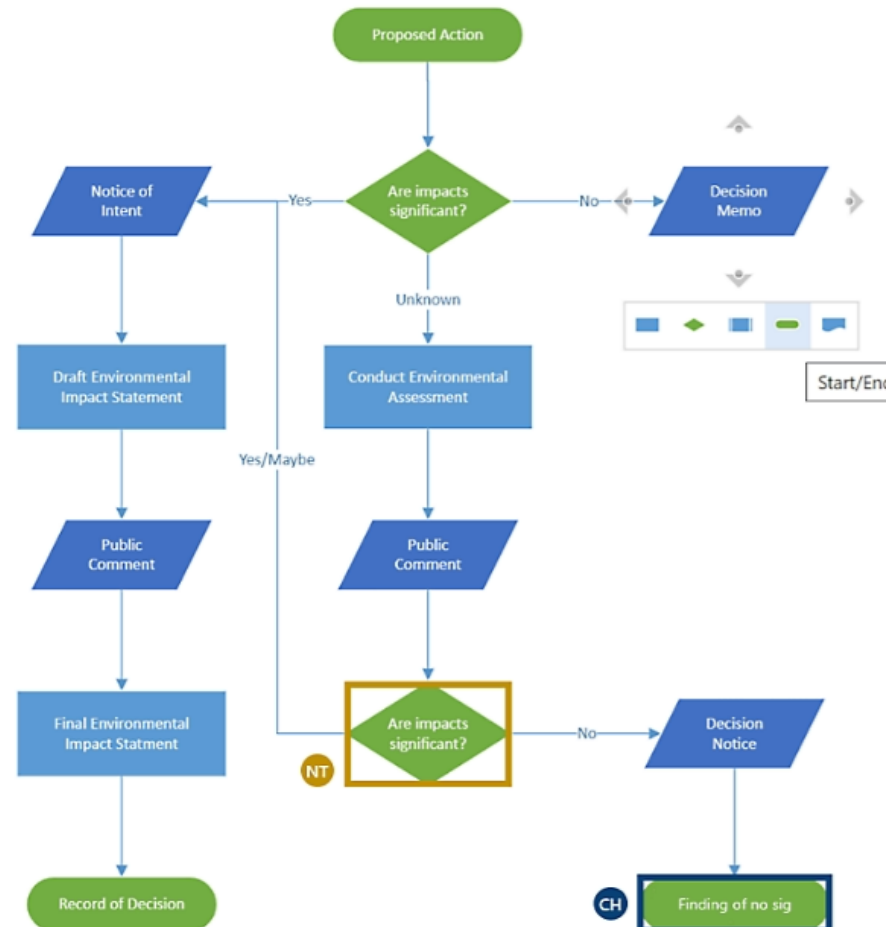 Proposed Action
Notice of
Intent
Yes
Are impacts
significant?
No
Decision
Memo
Unknown
Start/End
Draft Environmental
Impact Statement
Conduct Environmental
Assessment
Yes/Maybe
Public
Comment
Public
Comment
Final Environmental
Impact Statment
Are impacts
significant?
No
Decision
Notice
NT
Record of Decision
CH
Finding of no sig